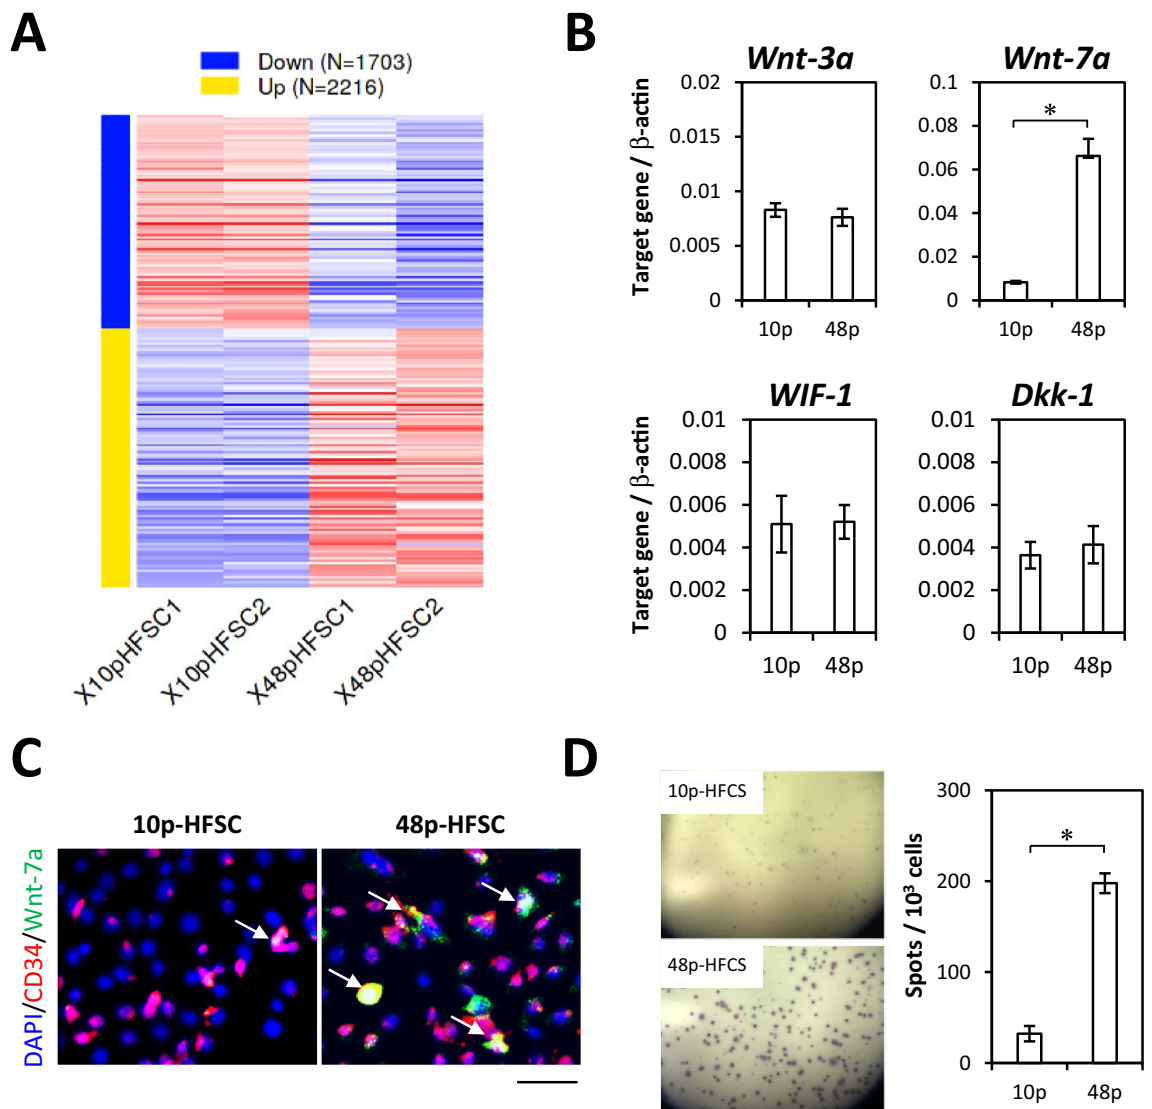 A
Down (N=1703)
Up (N=2216)
X10pHFSC1
X10pHFSC2
X48pHFSC1
X48pHFSC2
B
Wnt-3a
Target gene / β-actin
0.02
0.015
0.01
0.005
0
10p
48p
Wnt-7a
0.1
0.08
0.06
0.04
0.02
0
*
10p
48p
WIF-1
Target gene / β-actin
0.01
0.008
0.006
0.004
0.002
0
10p
48p
Dkk-1
0.01
0.008
0.006
0.004
0.002
0
10p
48p
C
10p-HFSC
48p-HFSC
DAPI/CD34/Wnt-7a
D
10p-HFCS
48p-HFCS
Spots / 10³ cells
300
200
100
0
*
10p
48p